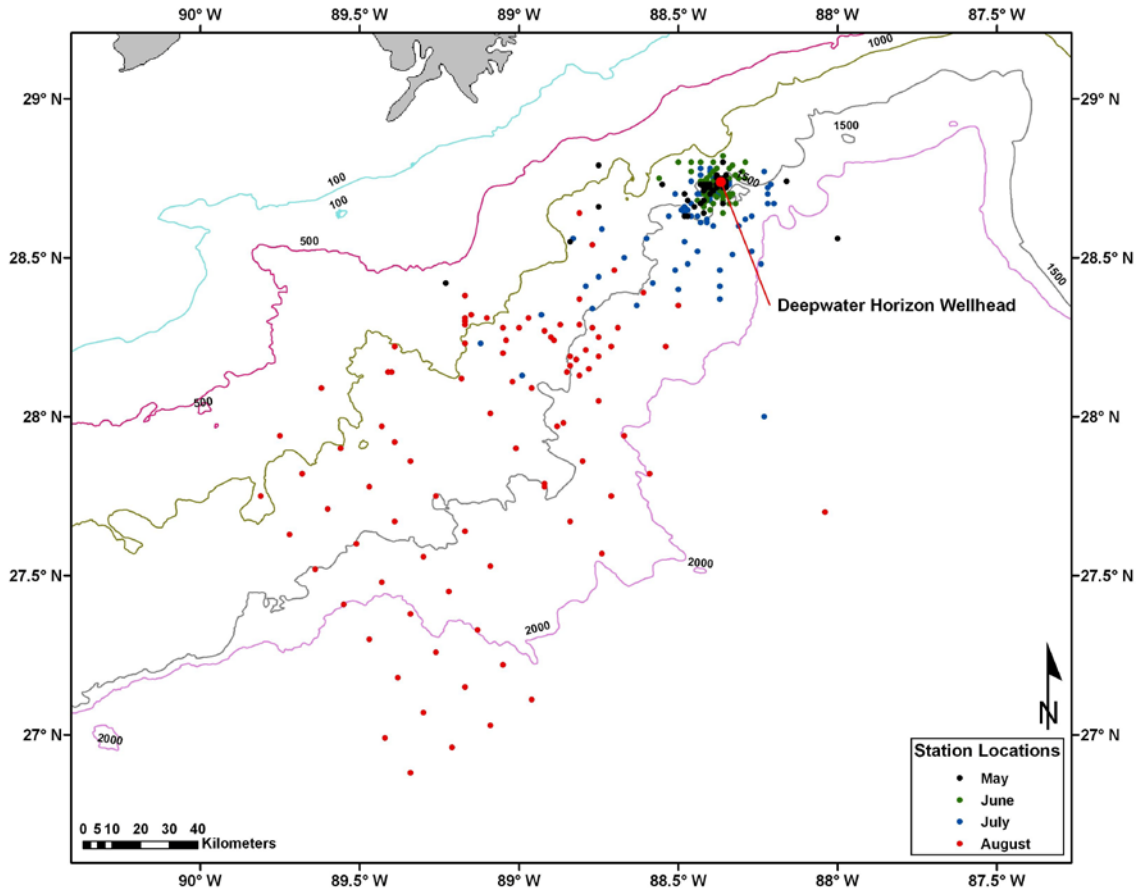 90° W 89.5° W 89° W 88.5° W 88° W 87.5° W
1000
29° N 29° N
1500
100
1500
100
500
28.5° N 28.5° N
1500
Deepwater Horizon Wellhead
28° N 28° N
500
2000
27.5° N 27.5° N
2000
N
27° N 27° N
2000
Station Locations
May
June
July
August
0 5 10 20 30 40
Kilometers
90° W 89.5° W 89° W 88.5° W 88° W 87.5° W